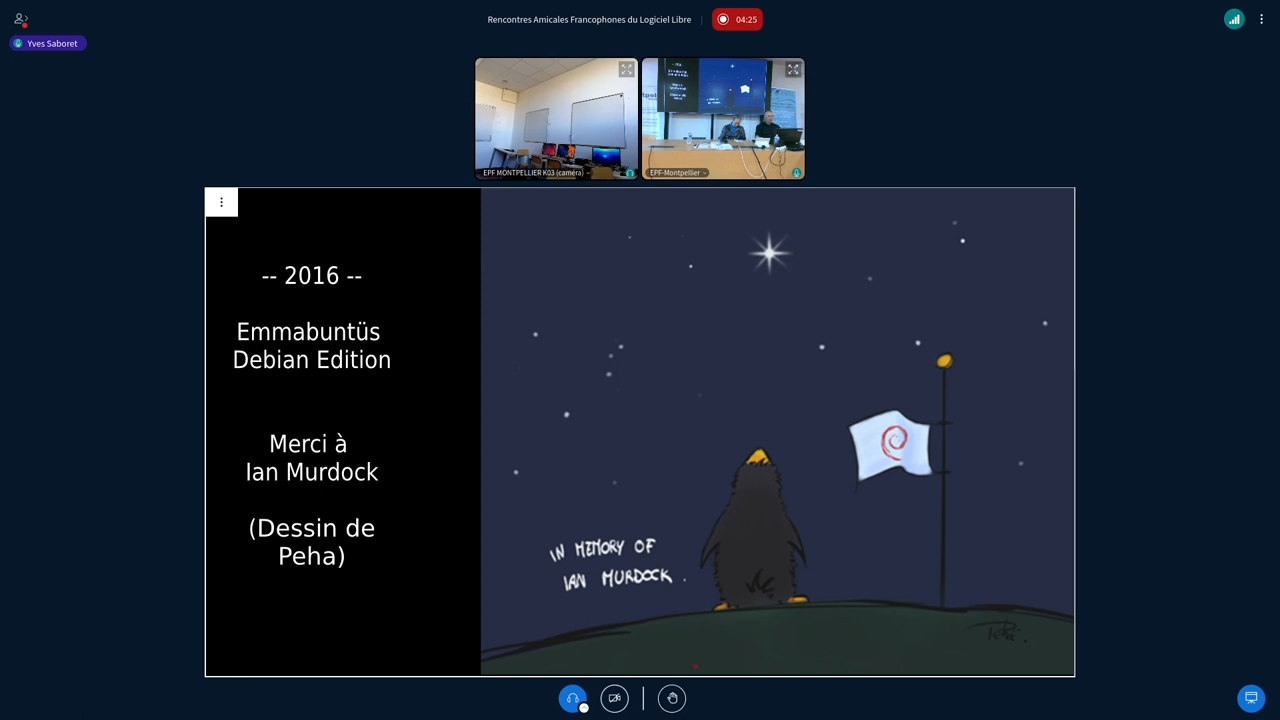 Rencontres Amicales Francophones du Logiciel Libre
04:25
Yves Saboret
EPF MONTPELLIER K03 (caméra)
EPF-Montpellier
-- 2016 --
Emmabuntüs
Debian Edition
Merci à
Ian Murdock
(Dessin de
Peha)
IN MEMORY OF
IAN MURDOCK.